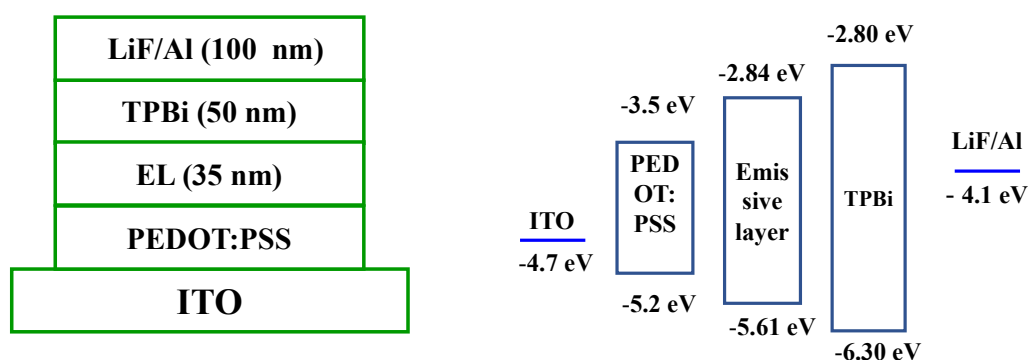 LiF/Al (100 nm)
TPBi (50 nm)
EL (35 nm)
PEDOT:PSS
ITO
ITO
-4.7 eV
-3.5 eV
PED
OT:
PSS
-5.2 eV
-2.84 eV
Emis
sive
layer
-5.61 eV
-2.80 eV
TPBi
-6.30 eV
LiF/Al
- 4.1 eV